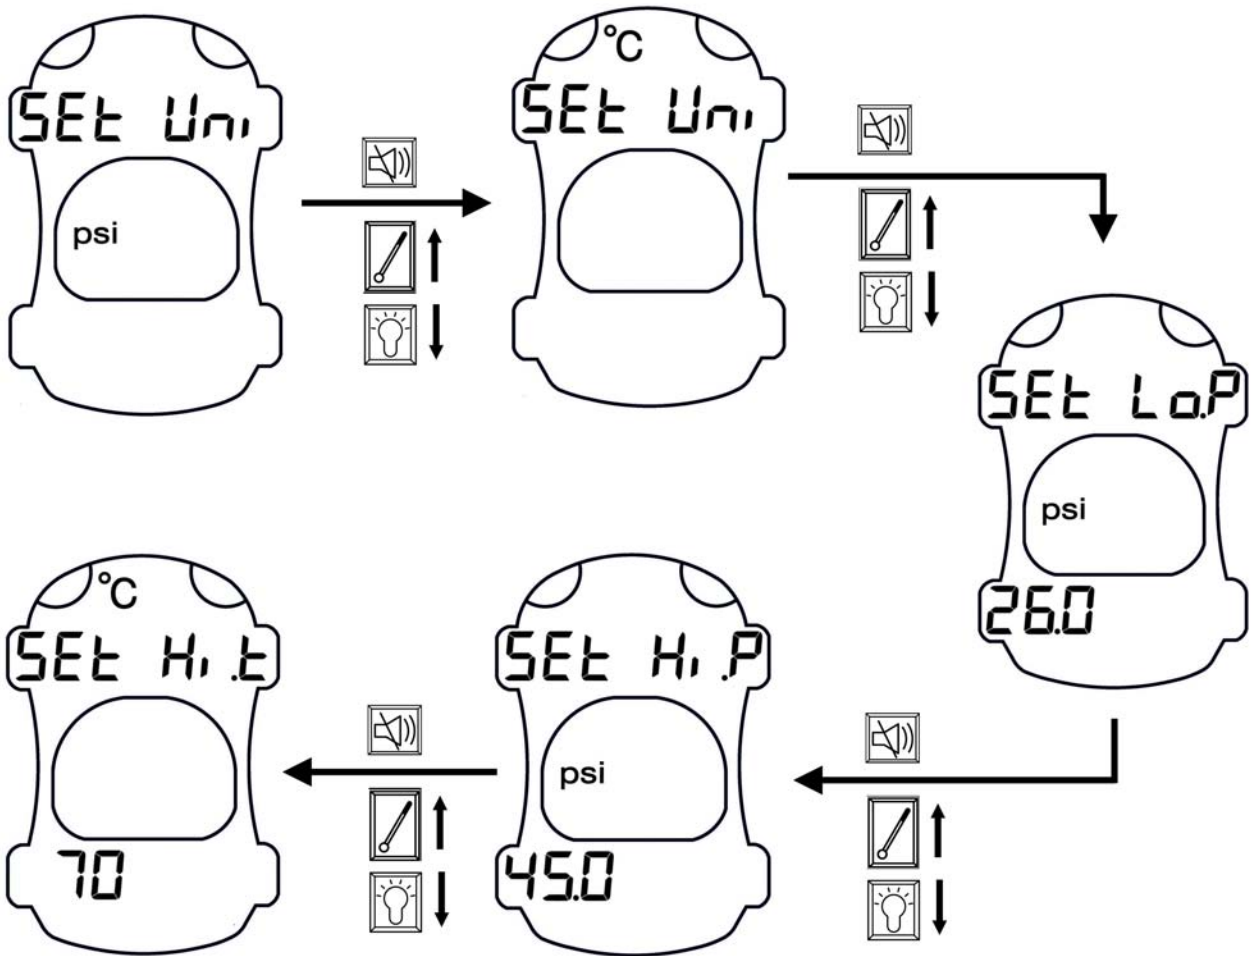 SEt Uni
psi
°C
SEt Uni
SEt Lo.P
psi
26.0
SEt Hi.P
psi
45.0
°C
SEt Hi.t
70